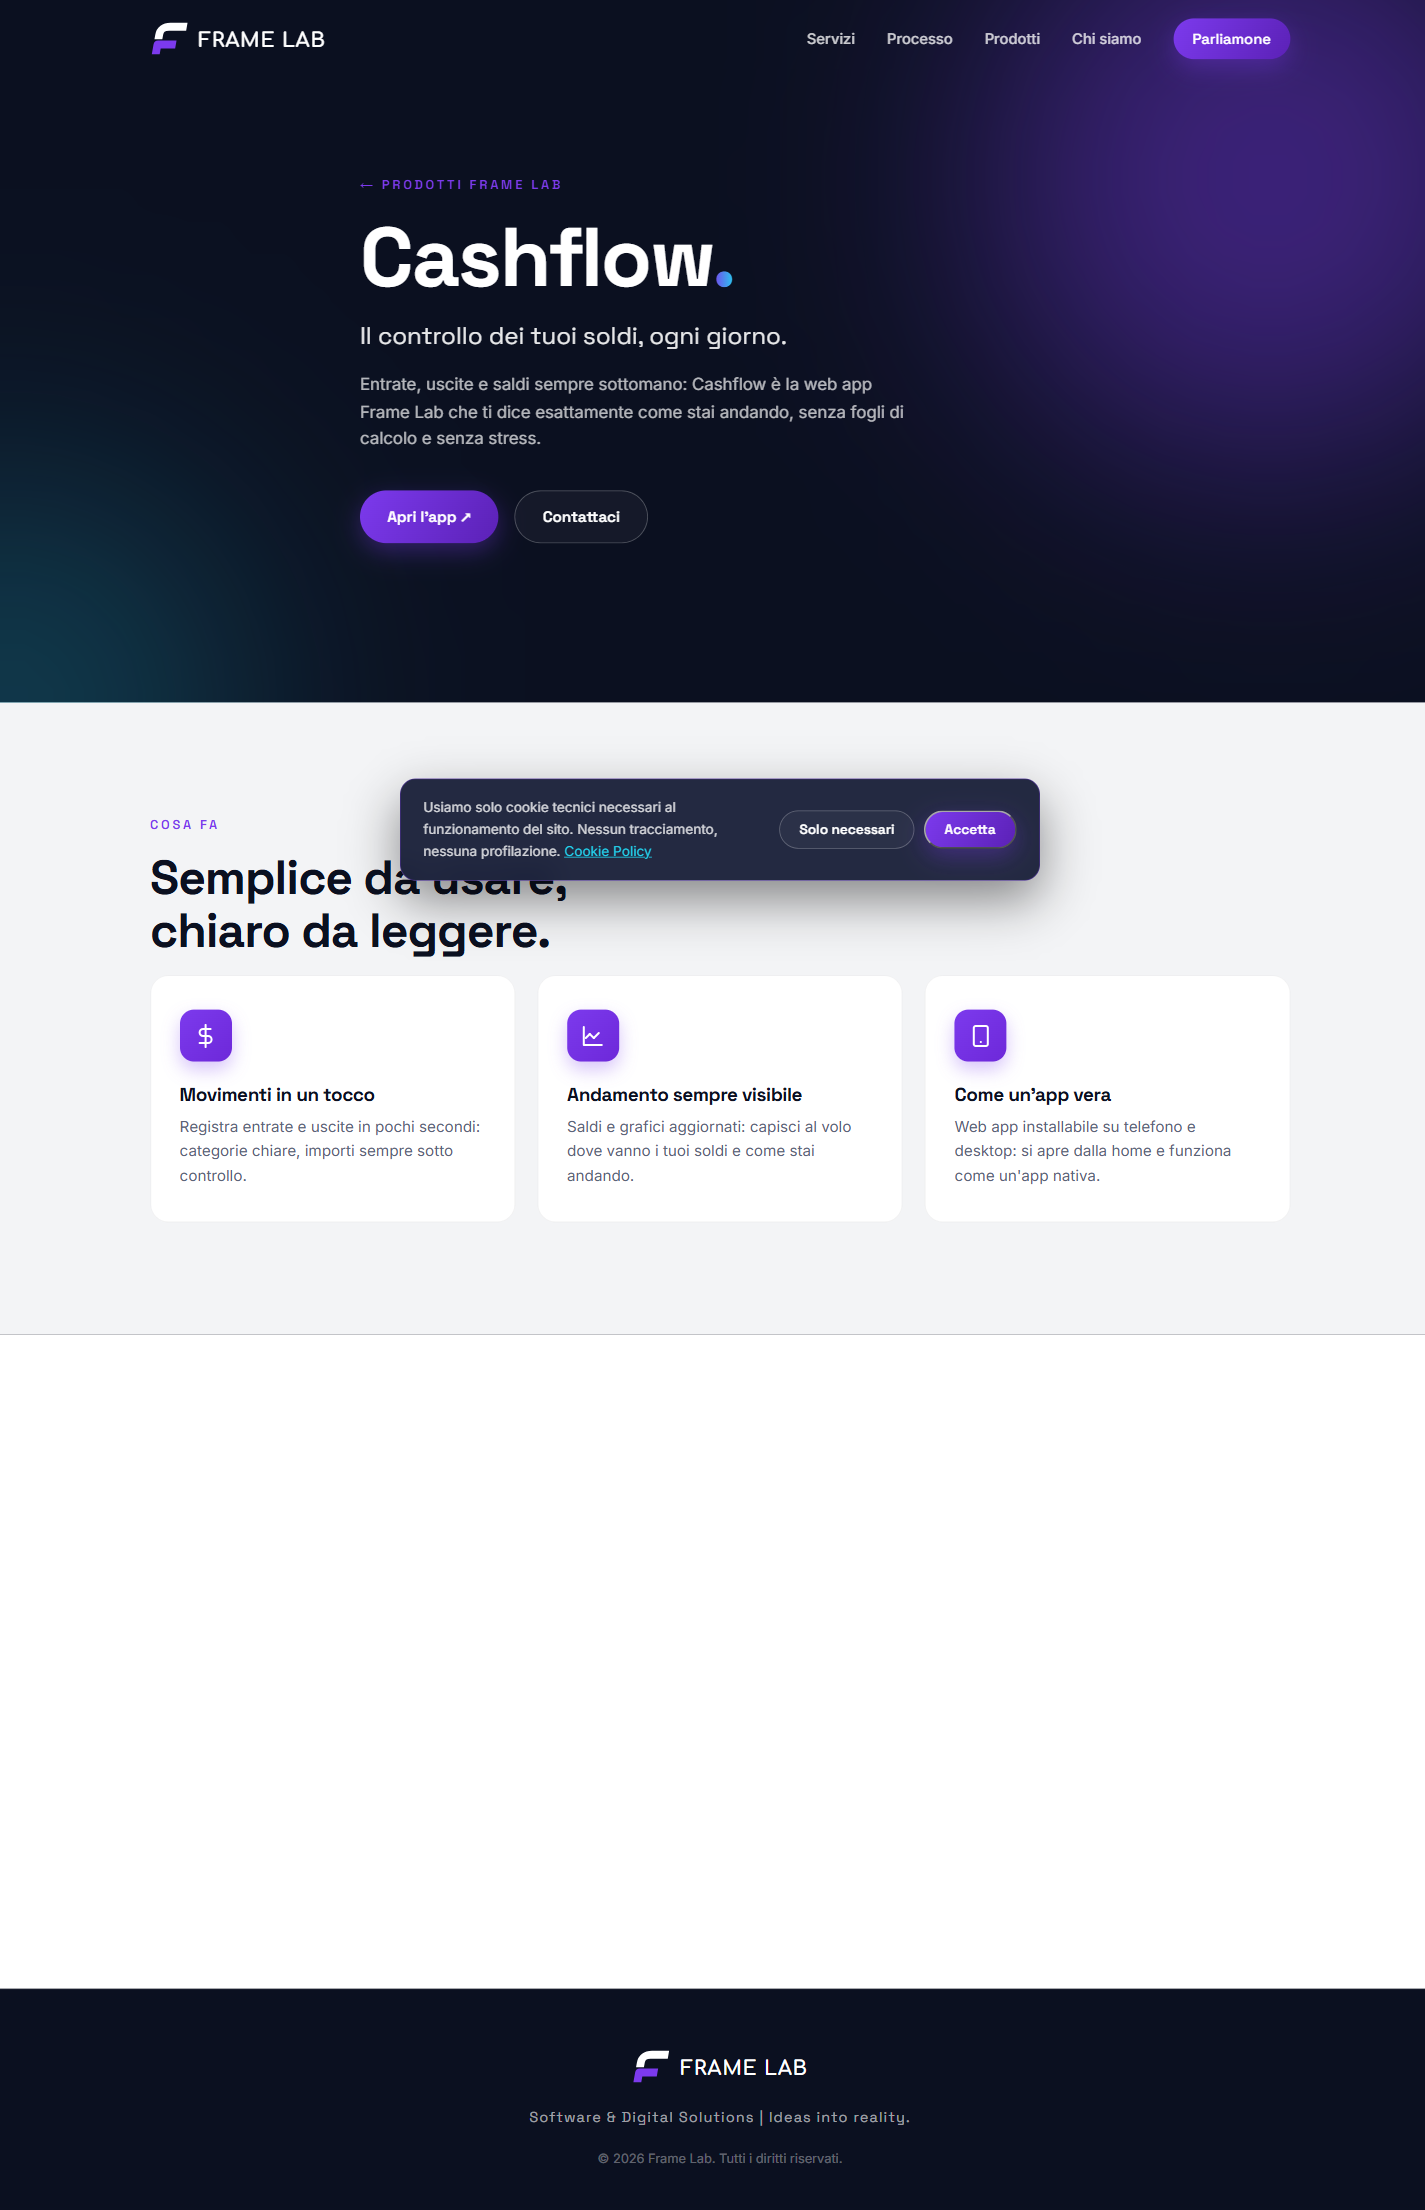 FRAME LAB
Servizi
Processo
Prodotti
Chi siamo
Parliamone
← PRODOTTI FRAME LAB
Cashflow.
Il controllo dei tuoi soldi, ogni giorno.
Entrate, uscite e saldi sempre sottomano: Cashflow è la web app
Frame Lab che ti dice esattamente come stai andando, senza fogli di
calcolo e senza stress.
Apri l’app ↗
Contattaci
Usiamo solo cookie tecnici necessari al
funzionamento del sito. Nessun tracciamento,
nessuna profilazione. Cookie Policy
Solo necessari
Accetta
COSA FA
Semplice da usare,
chiaro da leggere.
Movimenti in un tocco
Registra entrate e uscite in pochi secondi:
categorie chiare, importi sempre sotto
controllo.
Andamento sempre visibile
Saldi e grafici aggiornati: capisci al volo
dove vanno i tuoi soldi e come stai
andando.
Come un’app vera
Web app installabile su telefono e
desktop: si apre dalla home e funziona
come un'app nativa.
FRAME LAB
Software & Digital Solutions | Ideas into reality.
© 2026 Frame Lab. Tutti i diritti riservati.